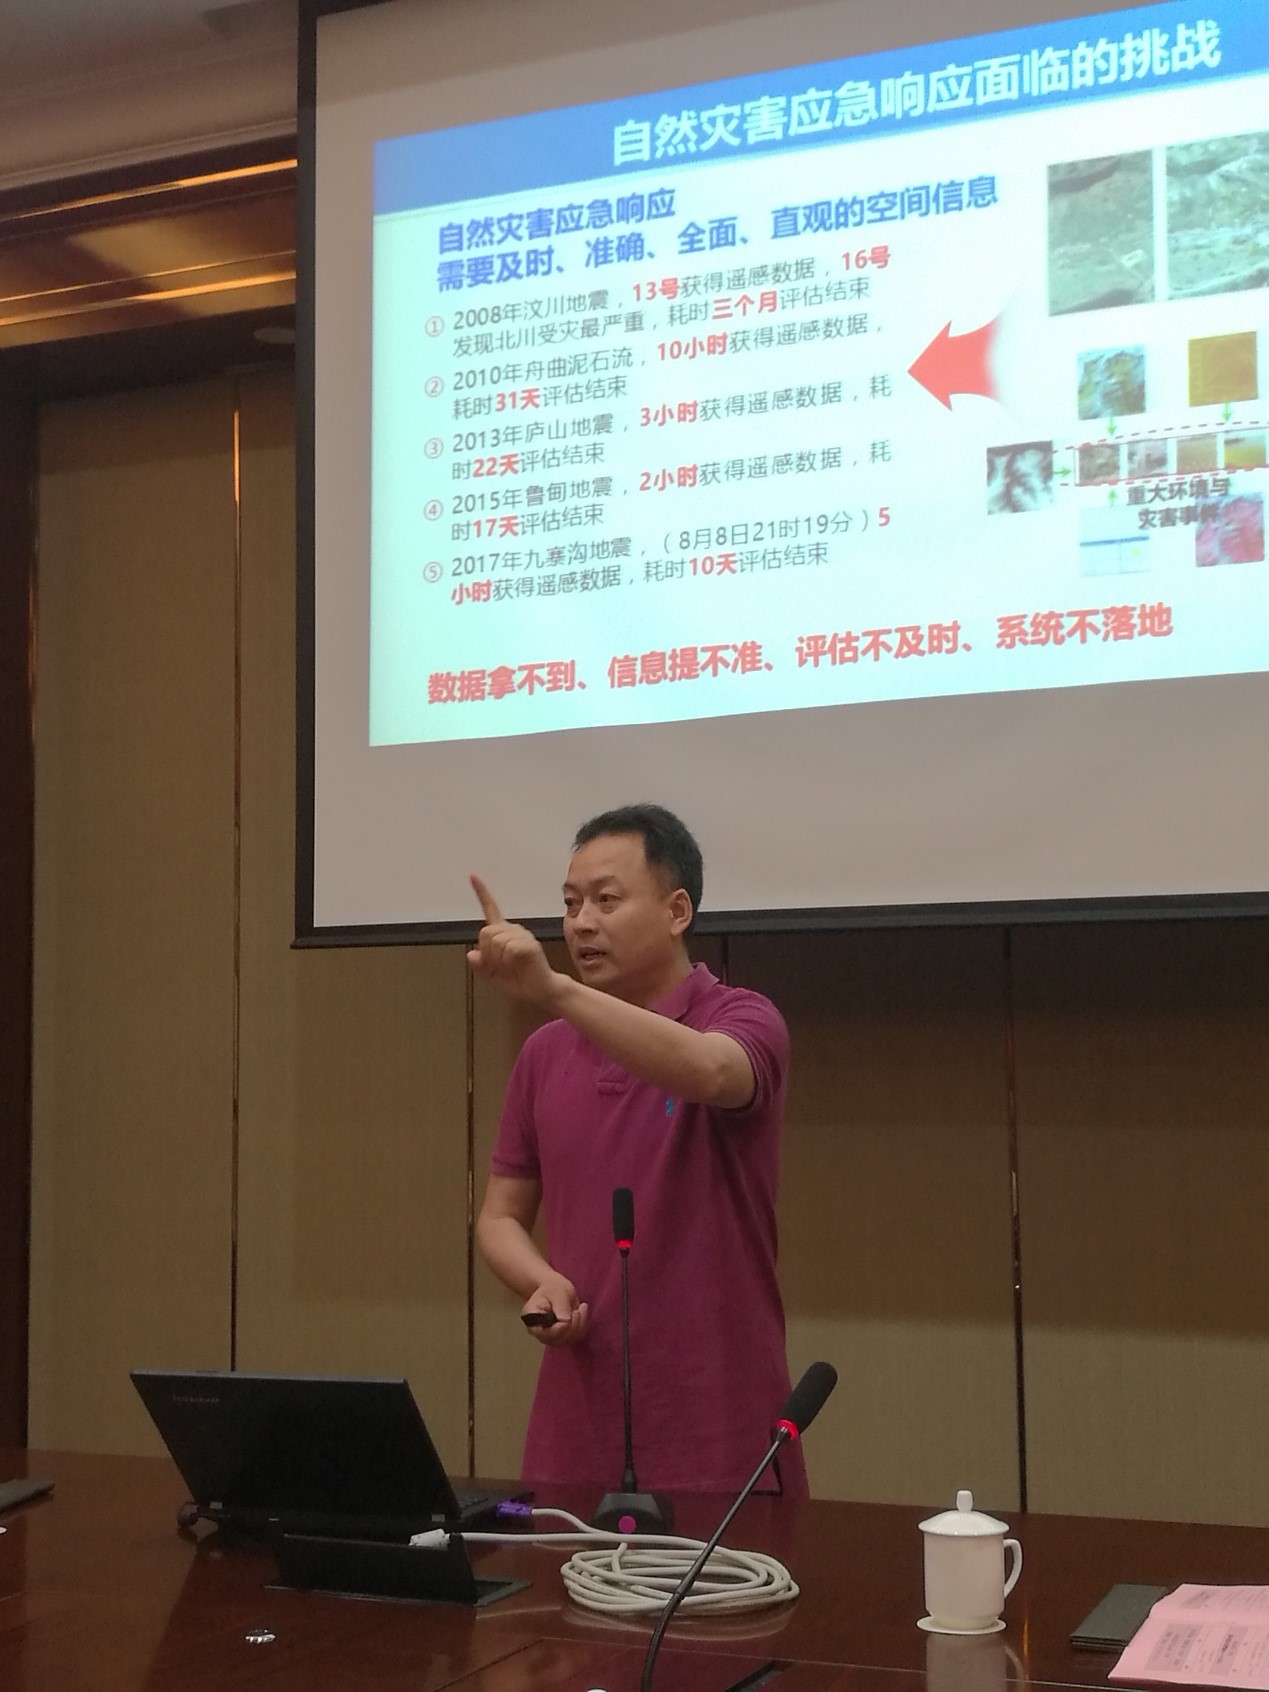 自然灾害应急响应面临的挑战
自然灾害应急响应
需要及时、准确、全面、直观的空间信息
① 2008年汶川地震，13号获得遥感数据，16号
发现北川受灾最严重，耗时三个月评估结束
② 2010年舟曲泥石流，10小时获得遥感数据，
耗时31天评估结束
③ 2013年庐山地震，3小时获得遥感数据，耗
时22天评估结束
④ 2015年鲁甸地震，2小时获得遥感数据，耗
时17天评估结束
⑤ 2017年九寨沟地震，（8月8日21时19分）5
小时获得遥感数据，耗时10天评估结束
重大环境与
灾害事件
数据拿不到、信息提不准、评估不及时、系统不落地